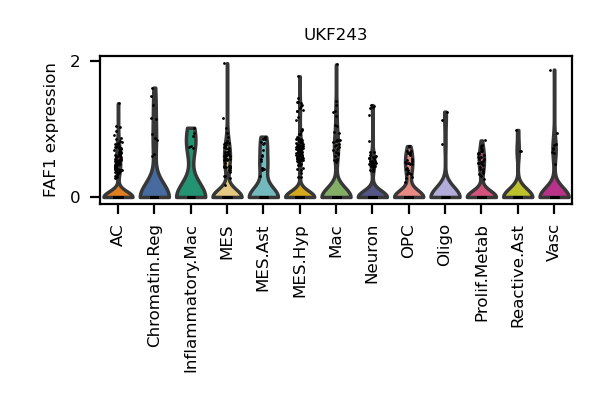 UKF243
FAF1 expression
2
0
AC
Chromatin.Reg
Inflammatory.Mac
MES
MES.Ast
MES.Hyp
Mac
Neuron
OPC
Oligo
Prolif.Metab
Reactive.Ast
Vasc